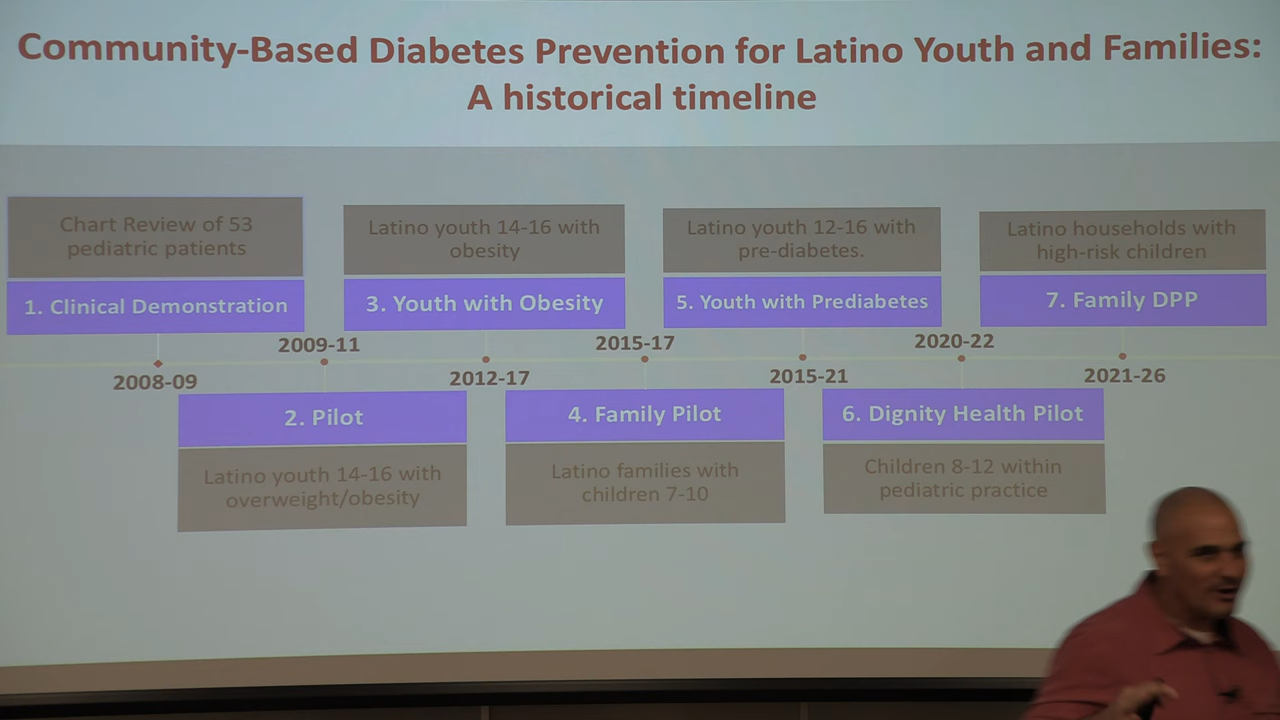 Community-Based Diabetes Prevention for Latino Youth and Families:
A historical timeline
Chart Review of 53
pediatric patients
1. Clinical Demonstration
2008-09
2009-11
2. Pilot
Latino youth 14-16 with
overweight/obesity
Latino youth 14-16 with
obesity
3. Youth with Obesity
2012-17
2015-17
4. Family Pilot
Latino families with
children 7-10
Latino youth 12-16 with
pre-diabetes.
5. Youth with Prediabetes
2015-21
2020-22
6. Dignity Health Pilot
Children 8-12 within
pediatric practice
Latino households with
high-risk children
7. Family DPP
2021-26